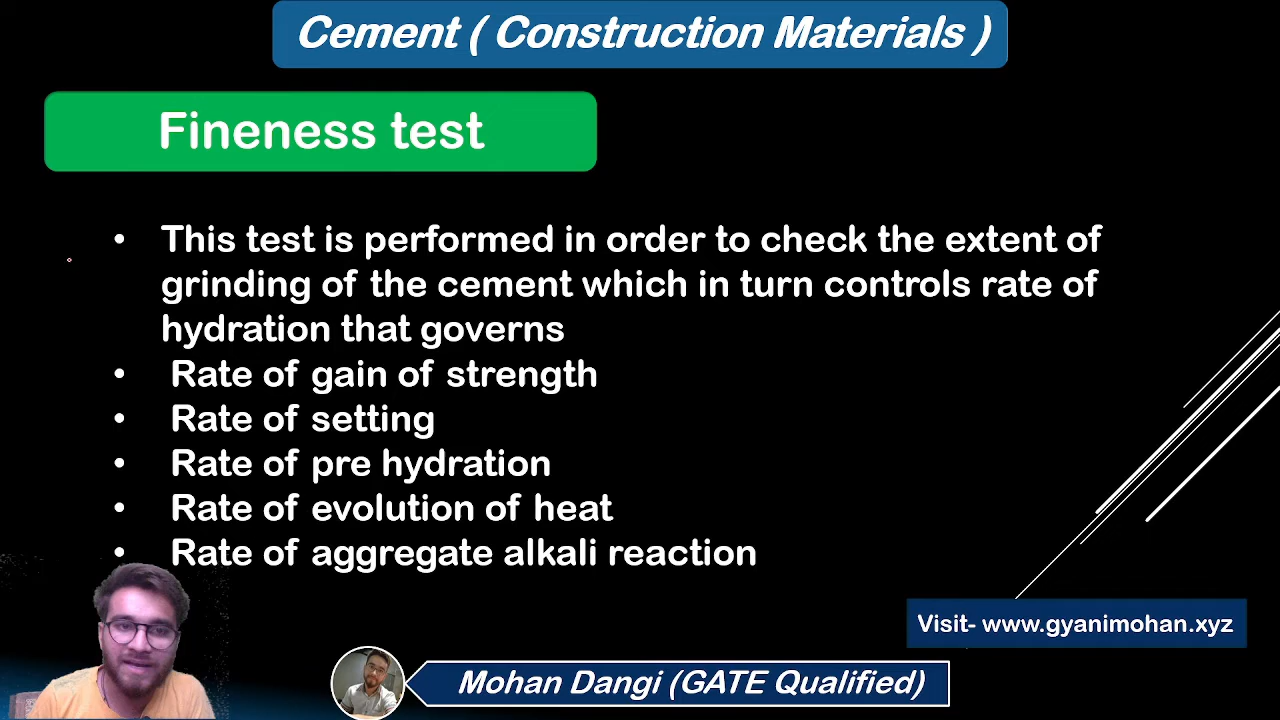 Cement ( Construction Materials )
Fineness test
• This test is performed in order to check the extent of
grinding of the cement which in turn controls rate of
hydration that governs
• Rate of gain of strength
• Rate of setting
• Rate of pre hydration
• Rate of evolution of heat
• Rate of aggregate alkali reaction
Visit- www.gyanimohan.xyz
Mohan Dangi (GATE Qualified)